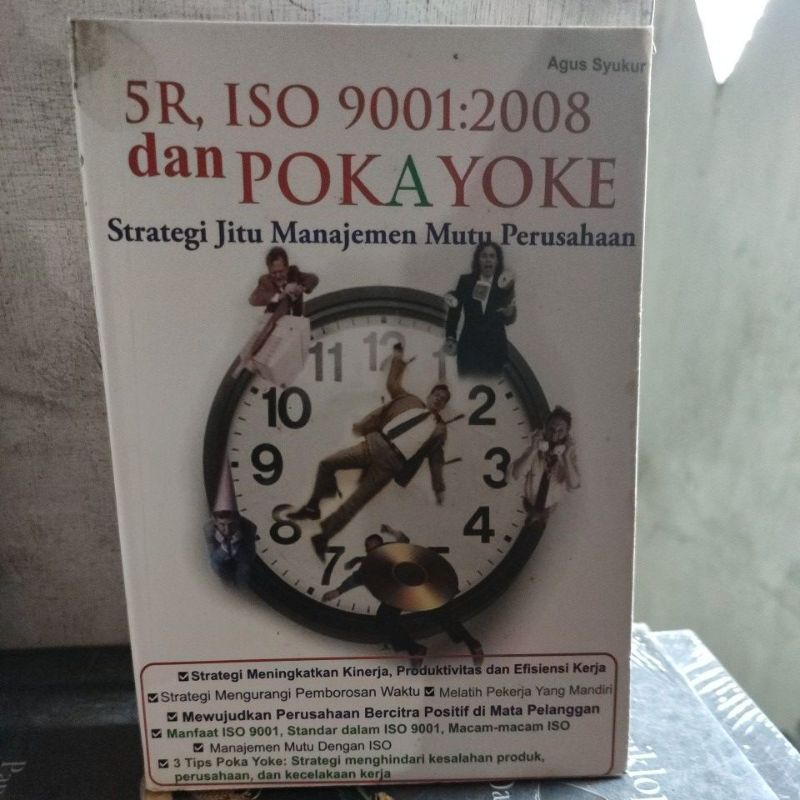 Agus Syukur
5R, ISO 9001:2008
dan POKA YOKE
Strategi Jitu Manajemen Mutu Perusahaan
11 12 1
10 2
9 3
8 4
7
Strategi Meningkatkan Kinerja, Produktivitas dan Efisiensi Kerja
Strategi Mengurangi Pemborosan Waktu Melatih Pekerja Yang Mandiri
Mewujudkan Perusahaan Bercitra Positif di Mata Pelanggan
Manfaat ISO 9001, Standar dalam ISO 9001, Macam-macam ISO
Manajemen Mutu Dengan ISO
3 Tips Poka Yoke: Strategi menghindari kesalahan produk,
perusahaan, dan kecelakaan kerja